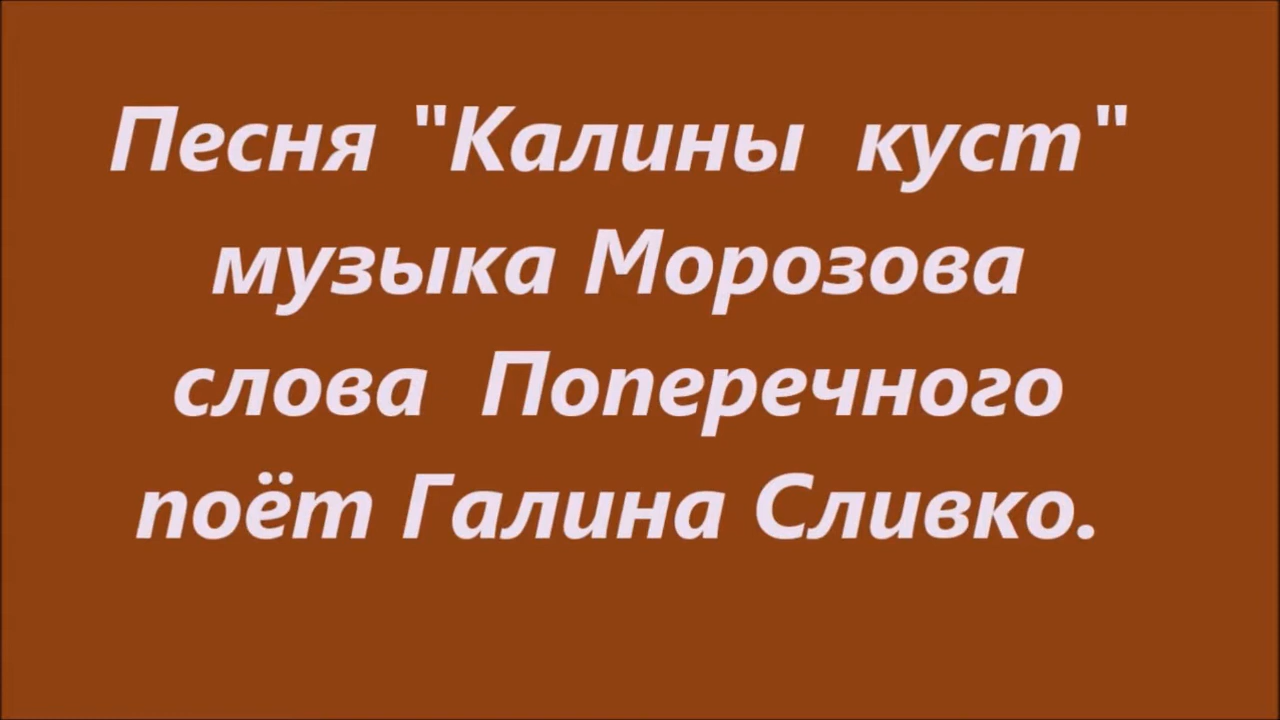 Песня "Калины куст"
музыка Морозова
слова Поперечного
поёт Галина Сливко.